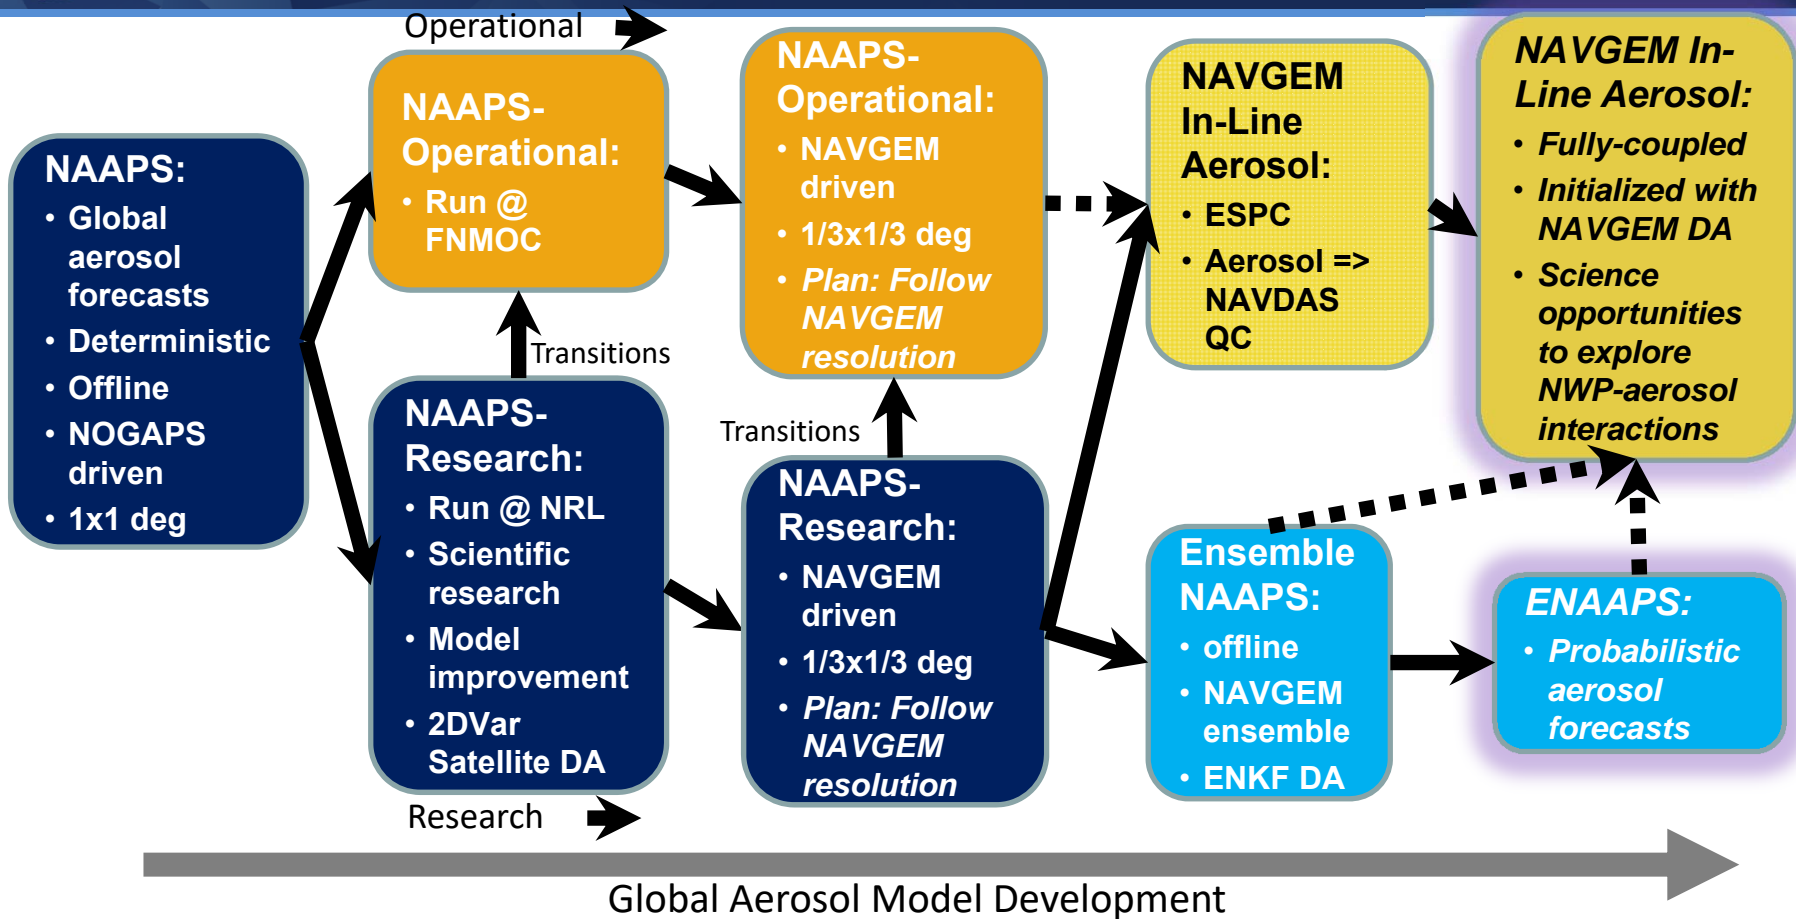 Operational
NAAPS:
• Global
aerosol
forecasts
• Deterministic
• Offline
• NOGAPS
driven
• 1x1 deg
NAAPS-
Operational:
• Run @
FNMOC
Transitions
NAAPS-
Research:
• Run @ NRL
• Scientific
research
• Model
improvement
• 2DVar
Satellite DA
Research
NAAPS-
Operational:
• NAVGEM
driven
• 1/3x1/3 deg
• Plan: Follow
NAVGEM
resolution
Transitions
NAAPS-
Research:
• NAVGEM
driven
• 1/3x1/3 deg
• Plan: Follow
NAVGEM
resolution
NAVGEM
In-Line
Aerosol:
• ESPC
• Aerosol =>
NAVDAS
QC
Ensemble
NAAPS:
• offline
• NAVGEM
ensemble
• ENKF DA
NAVGEM In-
Line Aerosol:
• Fully-coupled
• Initialized with
NAVGEM DA
• Science
opportunities
to explore
NWP-aerosol
interactions
ENAAPS:
• Probabilistic
aerosol
forecasts
Global Aerosol Model Development